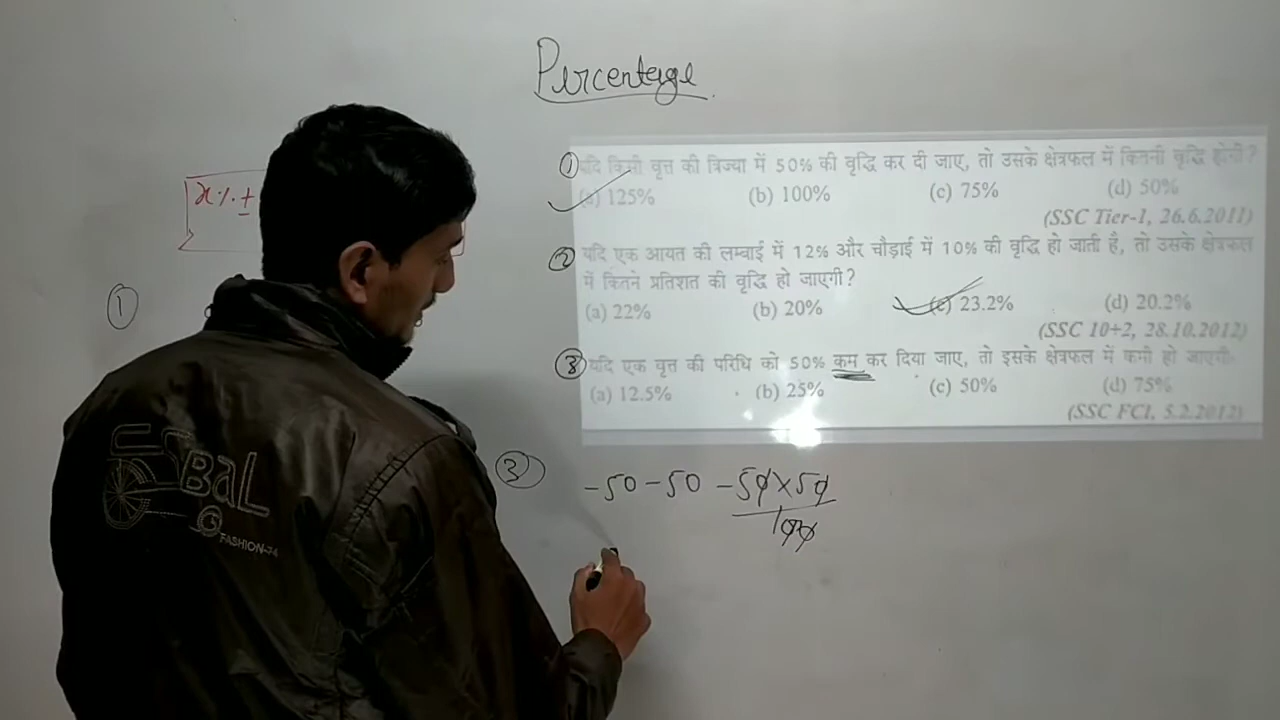 Percentage
x % ±
① यदि किसी वृत्त की त्रिज्या में 50% की वृद्धि कर दी जाए, तो उसके क्षेत्रफल में कितनी वृद्धि होगी?
(a) 125% (b) 100% (c) 75% (d) 50%
(SSC Tier-1, 26.6.2011)
② यदि एक आयत की लम्बाई में 12% और चौड़ाई में 10% की वृद्धि हो जाती है, तो उसके क्षेत्रफल
में कितने प्रतिशत की वृद्धि हो जाएगी?
(a) 22% (b) 20% (c) 23.2% (d) 20.2%
(SSC 10+2, 28.10.2012)
③ यदि एक वृत्त की परिधि को 50% कम कर दिया जाए, तो इसके क्षेत्रफल में कमी हो जाएगी
(a) 12.5% (b) 25% (c) 50% (d) 75%
(SSC FCI, 5.2.2012)
①
③ -50 -50 -50×50
100
BaL
FASHION-74